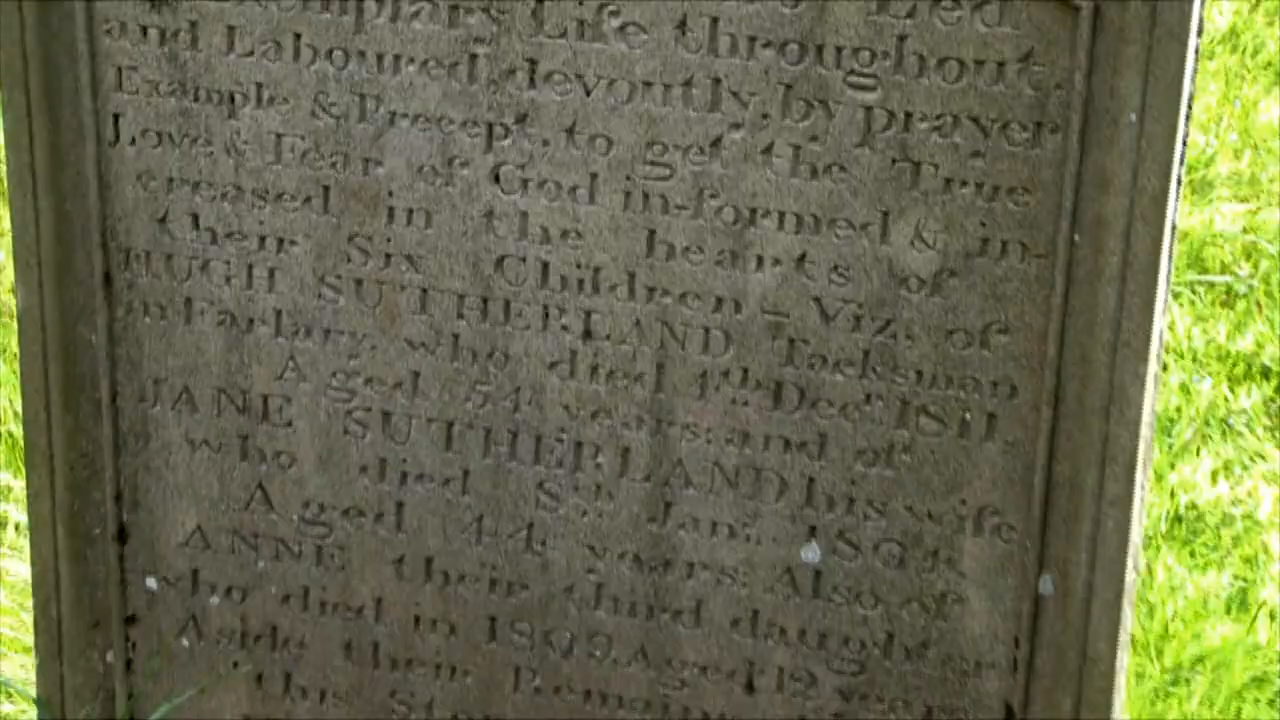 Exemplary Life throughout,
and Laboured, devoutly, by prayer
Example & Precept, to get the True
Love & Fear of God in-formed & in-
creased in the hearts of
their Six Children – Viz: of
HUGH SUTHERLAND Tacksman
in Farlary, who died 4th Decr 1811.
Aged 54 years: and of
JANE SUTHERLAND his wife
who died 8th Jany 1804
Aged 44 years: Also of
ANNE their third daughter
who died in 1809 Aged 19 years
Aside their Remains
this Stone